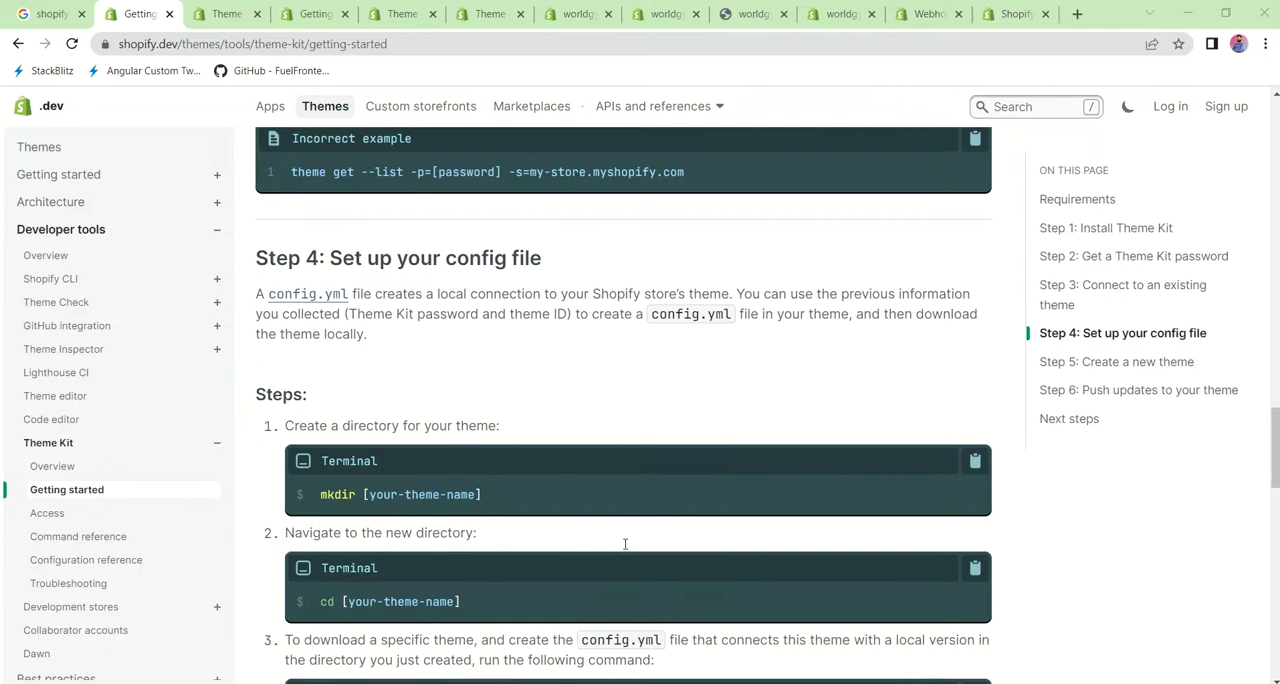 shopify
Getting
Theme
Getting
Theme
Theme
worldg
worldg
worldg
worldg
Webho
Shopif
shopify.dev/themes/tools/theme-kit/getting-started
StackBlitz
Angular Custom Tw...
GitHub - FuelFronte...
.dev
Apps
Themes
Custom storefronts
Marketplaces
APIs and references
Search
/
Log in
Sign up
Themes
Getting started
Architecture
Developer tools
Overview
Shopify CLI
Theme Check
GitHub integration
Theme Inspector
Lighthouse CI
Theme editor
Code editor
Theme Kit
Overview
Getting started
Access
Command reference
Configuration reference
Troubleshooting
Development stores
Collaborator accounts
Dawn
Best practices
Incorrect example
1 theme get --list -p=[password] -s=my-store.myshopify.com
Step 4: Set up your config file
A config.yml file creates a local connection to your Shopify store's theme. You can use the previous information
you collected (Theme Kit password and theme ID) to create a config.yml file in your theme, and then download
the theme locally.
Steps:
1. Create a directory for your theme:
Terminal
$ mkdir [your-theme-name]
2. Navigate to the new directory:
Terminal
$ cd [your-theme-name]
3. To download a specific theme, and create the config.yml file that connects this theme with a local version in
the directory you just created, run the following command:
ON THIS PAGE
Requirements
Step 1: Install Theme Kit
Step 2: Get a Theme Kit password
Step 3: Connect to an existing
theme
Step 4: Set up your config file
Step 5: Create a new theme
Step 6: Push updates to your theme
Next steps